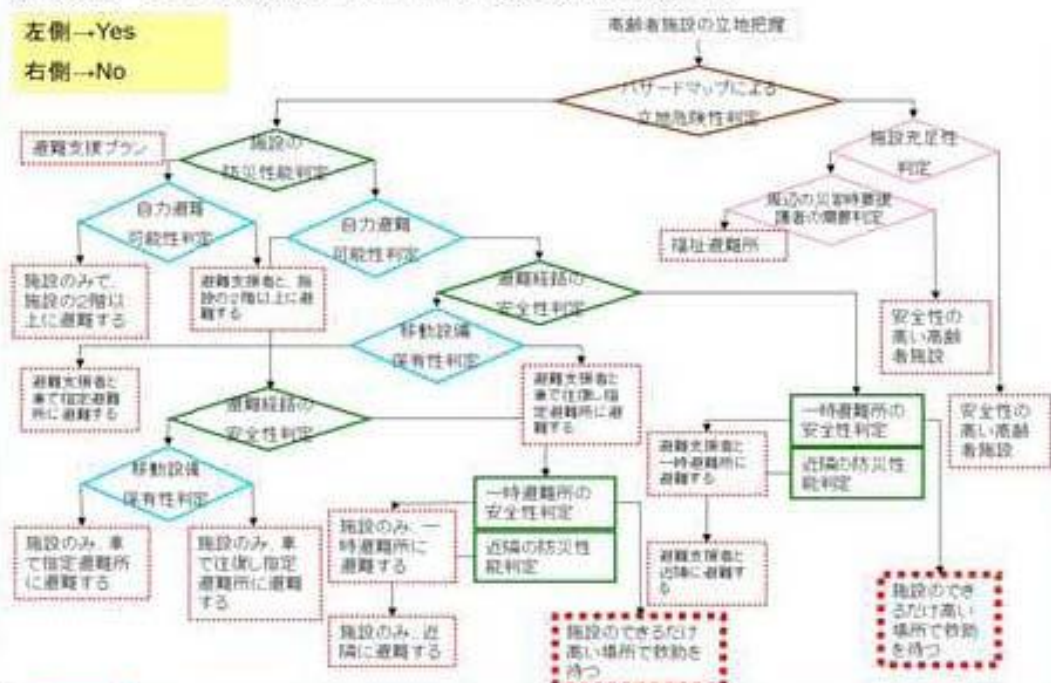 左側→Yes
右側→No
高齢者施設の立地把握
ハザードマップによる
立地危険性判定
避難支援プラン
施設の
防災性能判定
施設充足性
判定
自力避難
可能性判定
自力避難
可能性判定
周辺の災害時要援
護者の需要判定
福祉避難所
施設のみで、
施設の2階以
上に避難する
避難支援者と、施
設の2階以上に避
難する
避難経路の
安全性判定
安全性の
高い高齢
者施設
移動設備
保有性判定
避難支援者と
車で指定避難
所に避難する
避難経路の
安全性判定
避難支援者と
車で往復し指
定避難所に避
難する
一時避難所の
安全性判定
近隣の防災性
能判定
安全性の
高い高齢
者施設
避難支援者と
一時避難所に
避難する
移動設備
保有性判定
一時避難所の
安全性判定
近隣の防災性
能判定
施設のみ、一
時避難所に
避難する
施設のみ、車
で指定避難所
に避難する
施設のみ、車
で往復し指定
避難所に避難
する
避難支援者と
近隣に避難す
る
施設のみ、近
隣に避難する
施設のできるだけ
高い場所で救助を
待つ
施設のでき
るだけ高い
場所で救助
を待つ